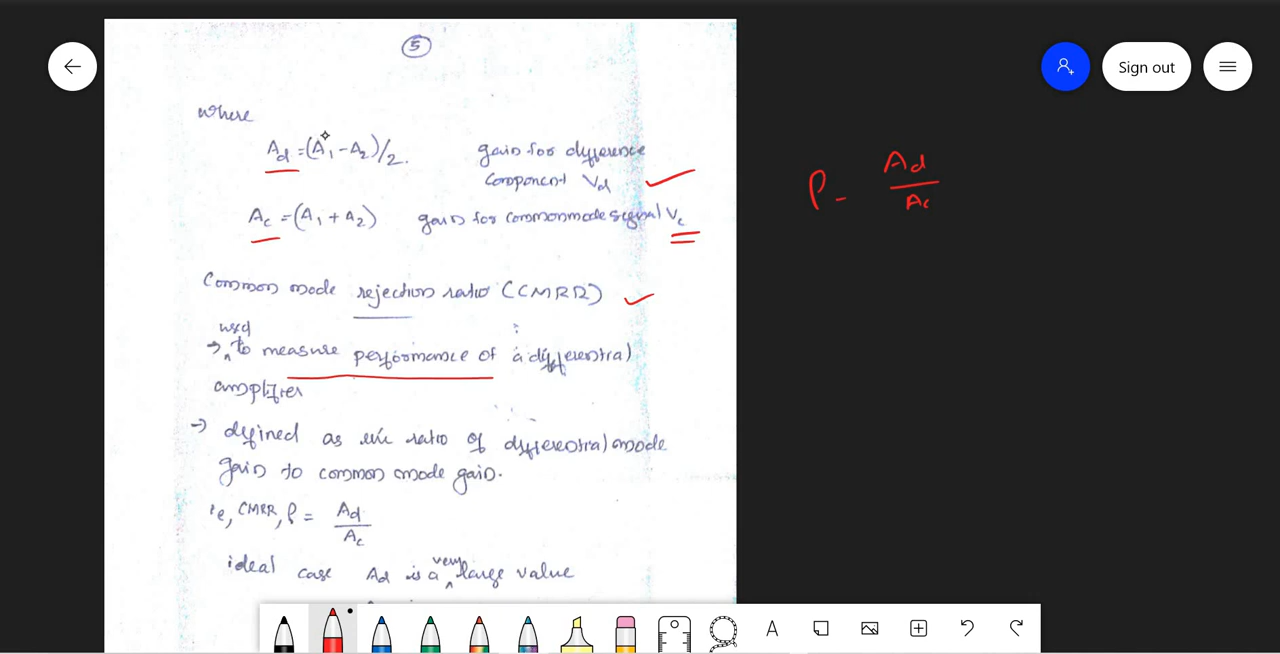 5
Sign out
where
Ad = (A1 - A2)/2. gain for difference
component Vd
Ac = (A1 + A2) gain for commonmode signal Vc
ρ - Ad
Ac
Common mode rejection ratio (CMRR)
used
→ to measure performance of a differential
amplifier
→ defined as the ratio of differential mode
gain to common mode gain.
ie, CMRR, ρ = Ad
Ac
ideal case Ad is a very large value
A